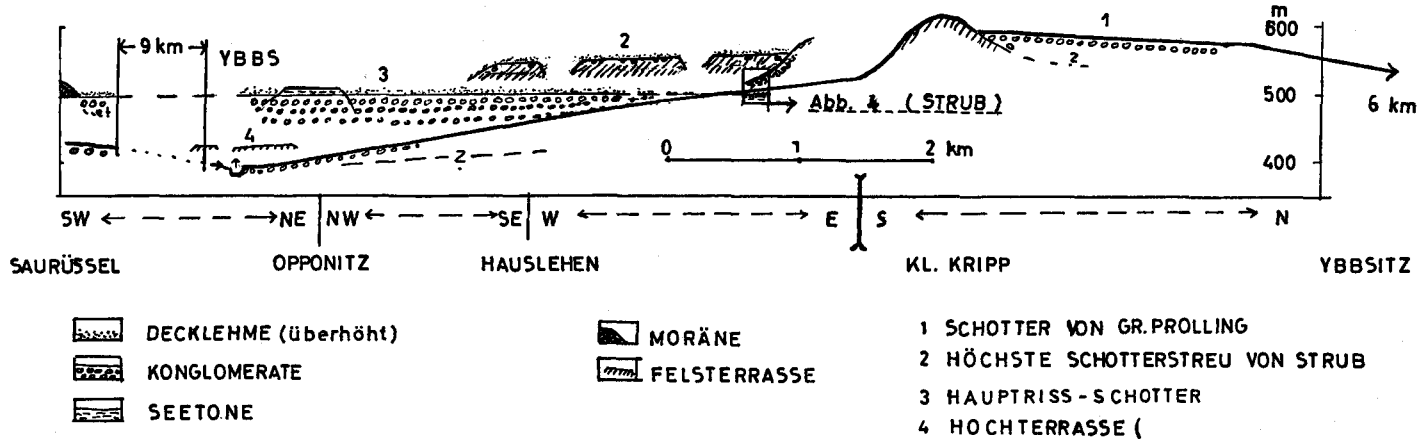 1 m
600
← 9 km → YBBS 2
3
2
500
Abb. 4 (STRUB) 6 km
4
0 1 2 km
2 400
SW ← — — — → NE NW ← — — → SE W ← — — — → E S ← — — — → N
SAURÜSSEL OPPONITZ HAUSLEHEN KL. KRIPP YBBSITZ
DECKLEHME (überhöht)
KONGLOMERATE
SEETONE
MORÄNE
FELSTERRASSE
1 SCHOTTER VON GR. PROLLING
2 HÖCHSTE SCHOTTERSTREU VON STRUB
3 HAUPTRISS-SCHOTTER
4 HOCHTERRASSE (